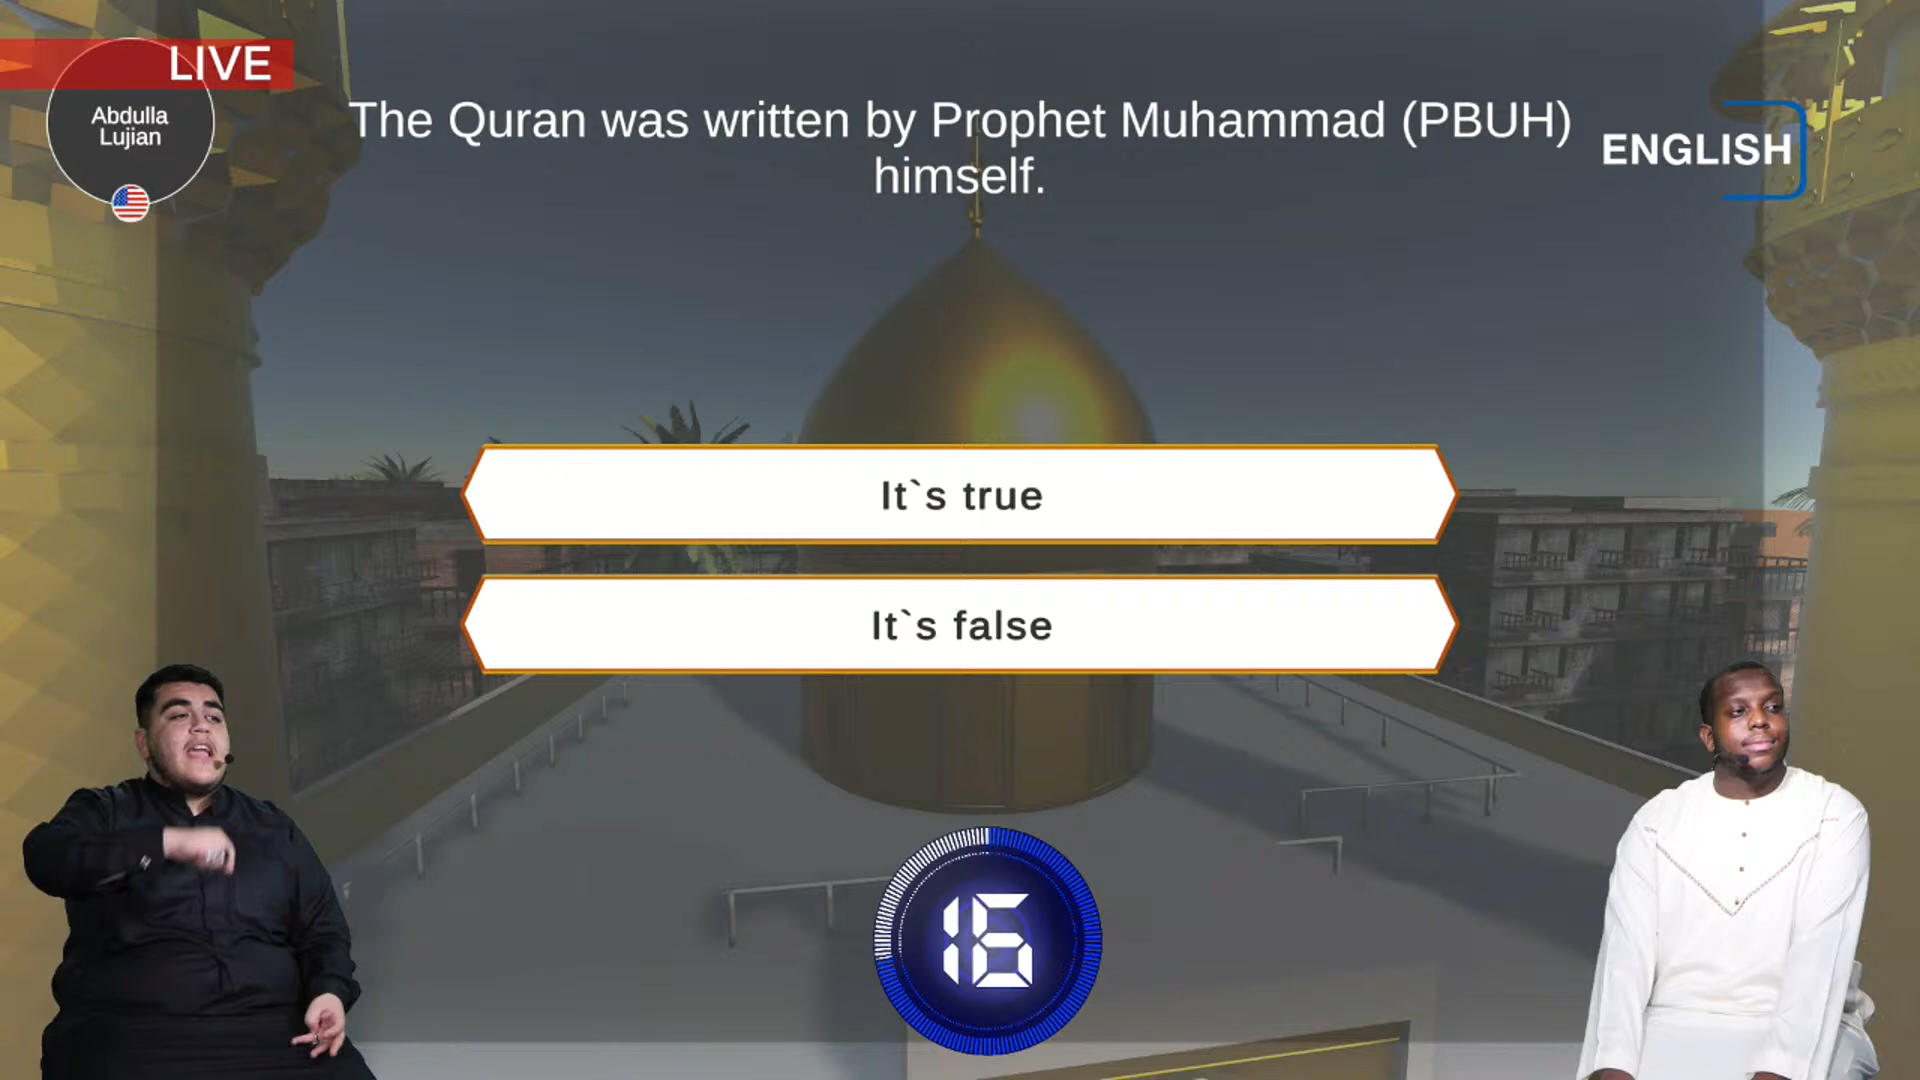 LIVE
Abdulla
Lujian
The Quran was written by Prophet Muhammad (PBUH)
himself.
ENGLISH
It`s true
It`s false
16